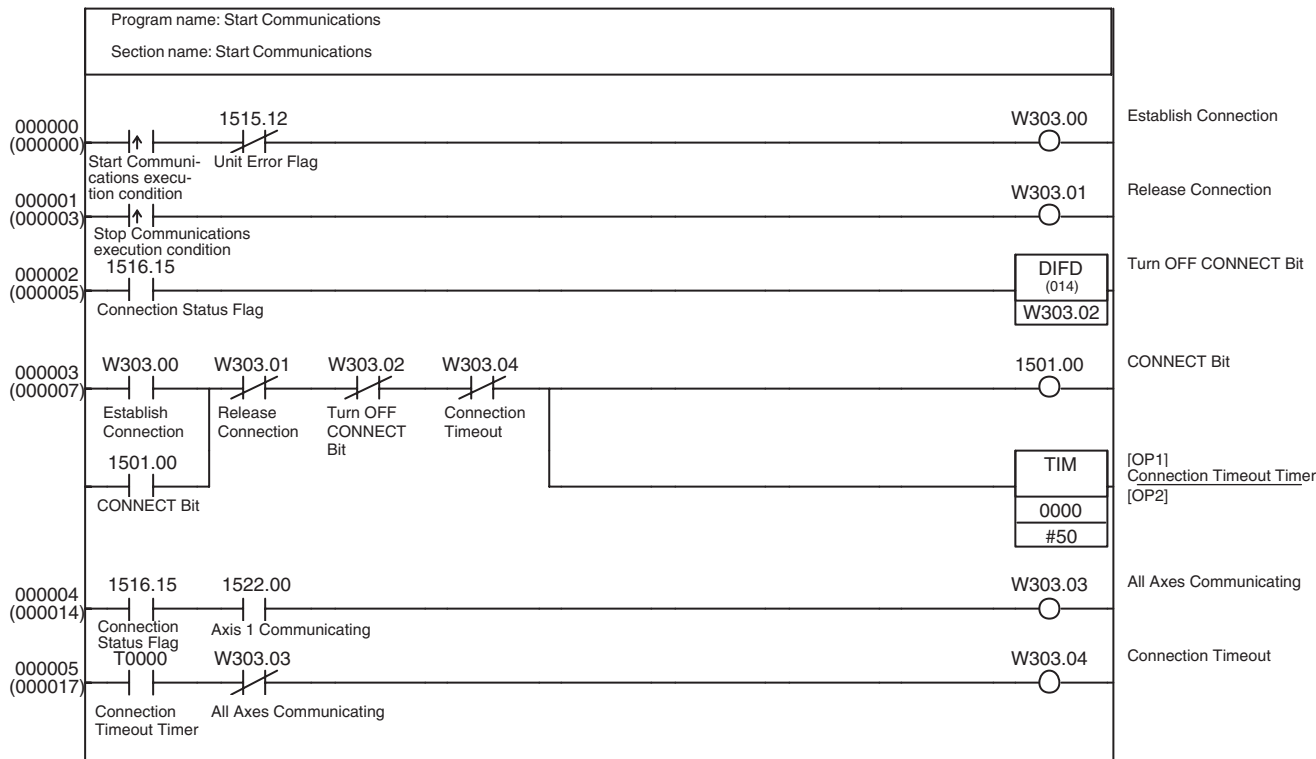 Program name: Start Communications
Section name: Start Communications
000000
(000000)
1515.12
W303.00
Establish Connection
Start Communi-
cations execu-
tion condition
Unit Error Flag
000001
(000003)
W303.01
Release Connection
Stop Communications
execution condition
000002
(000005)
1516.15
DIFD
(014)
W303.02
Turn OFF CONNECT Bit
Connection Status Flag
000003
(000007)
W303.00
W303.01
W303.02
W303.04
1501.00
CONNECT Bit
Establish
Connection
Release
Connection
Turn OFF
CONNECT
Bit
Connection
Timeout
1501.00
CONNECT Bit
TIM
0000
#50
[OP1]
Connection Timeout Timer
[OP2]
000004
(000014)
1516.15
1522.00
W303.03
All Axes Communicating
Connection
Status Flag
Axis 1 Communicating
000005
(000017)
T0000
W303.03
W303.04
Connection Timeout
Connection
Timeout Timer
All Axes Communicating